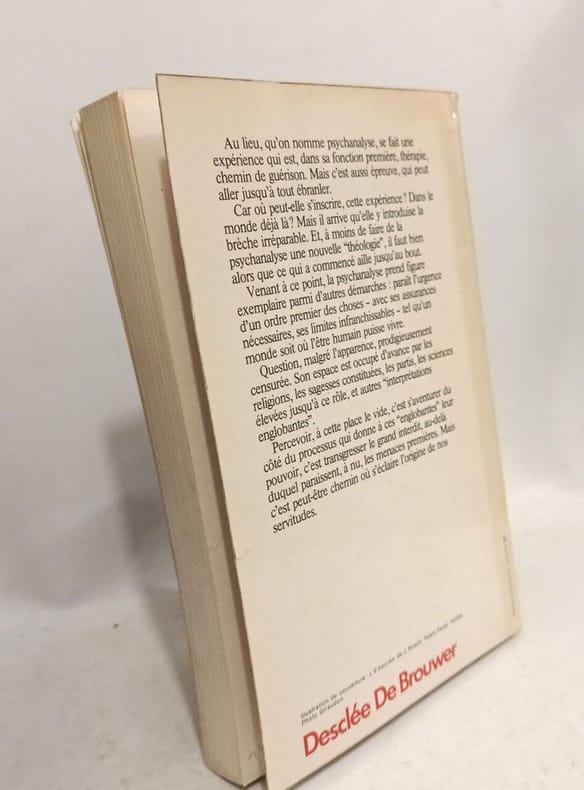 Au lieu, qu'on nomme psychanalyse, se fait une
expérience qui est, dans sa fonction première, thérapie,
chemin de guérison. Mais c'est aussi épreuve, qui peut
aller jusqu'à tout ébranler.
Car où peut-elle s'inscrire, cette expérience? Dans le
monde déjà là? Mais il arrive qu'elle y introduise la
brèche irréparable. Et, à moins de faire de la
psychanalyse une nouvelle "théologie", il faut bien
alors que ce qui a commencé aille jusqu'au bout.
Venant à ce point, la psychanalyse prend figure
exemplaire parmi d'autres démarches : paraît l'urgence
d'un ordre premier des choses – avec ses assurances
nécessaires, ses limites infranchissables – tel qu'un
monde soit où l'être humain puisse vivre.
Question, malgré l'apparence, prodigieusement
censurée. Son espace est occupé d'avance par les
religions, les sagesses constituées, les partis, les sciences
élevées jusqu'à ce rôle, et autres "interprétations
englobantes".
Percevoir, à cette place le vide, c'est s'aventurer du
côté du processus qui donne à ces "englobantes" leur
pouvoir, c'est transgresser le grand interdit, au-delà
duquel paraissent, à nu, les menaces premières. Mais
c'est peut-être chemin où s'éclaire l'origine de nos
servitudes.
Illustration de couverture : L'Escamoteur de J. Bosch,
Photo Giraudon.
Desclée De Brouwer